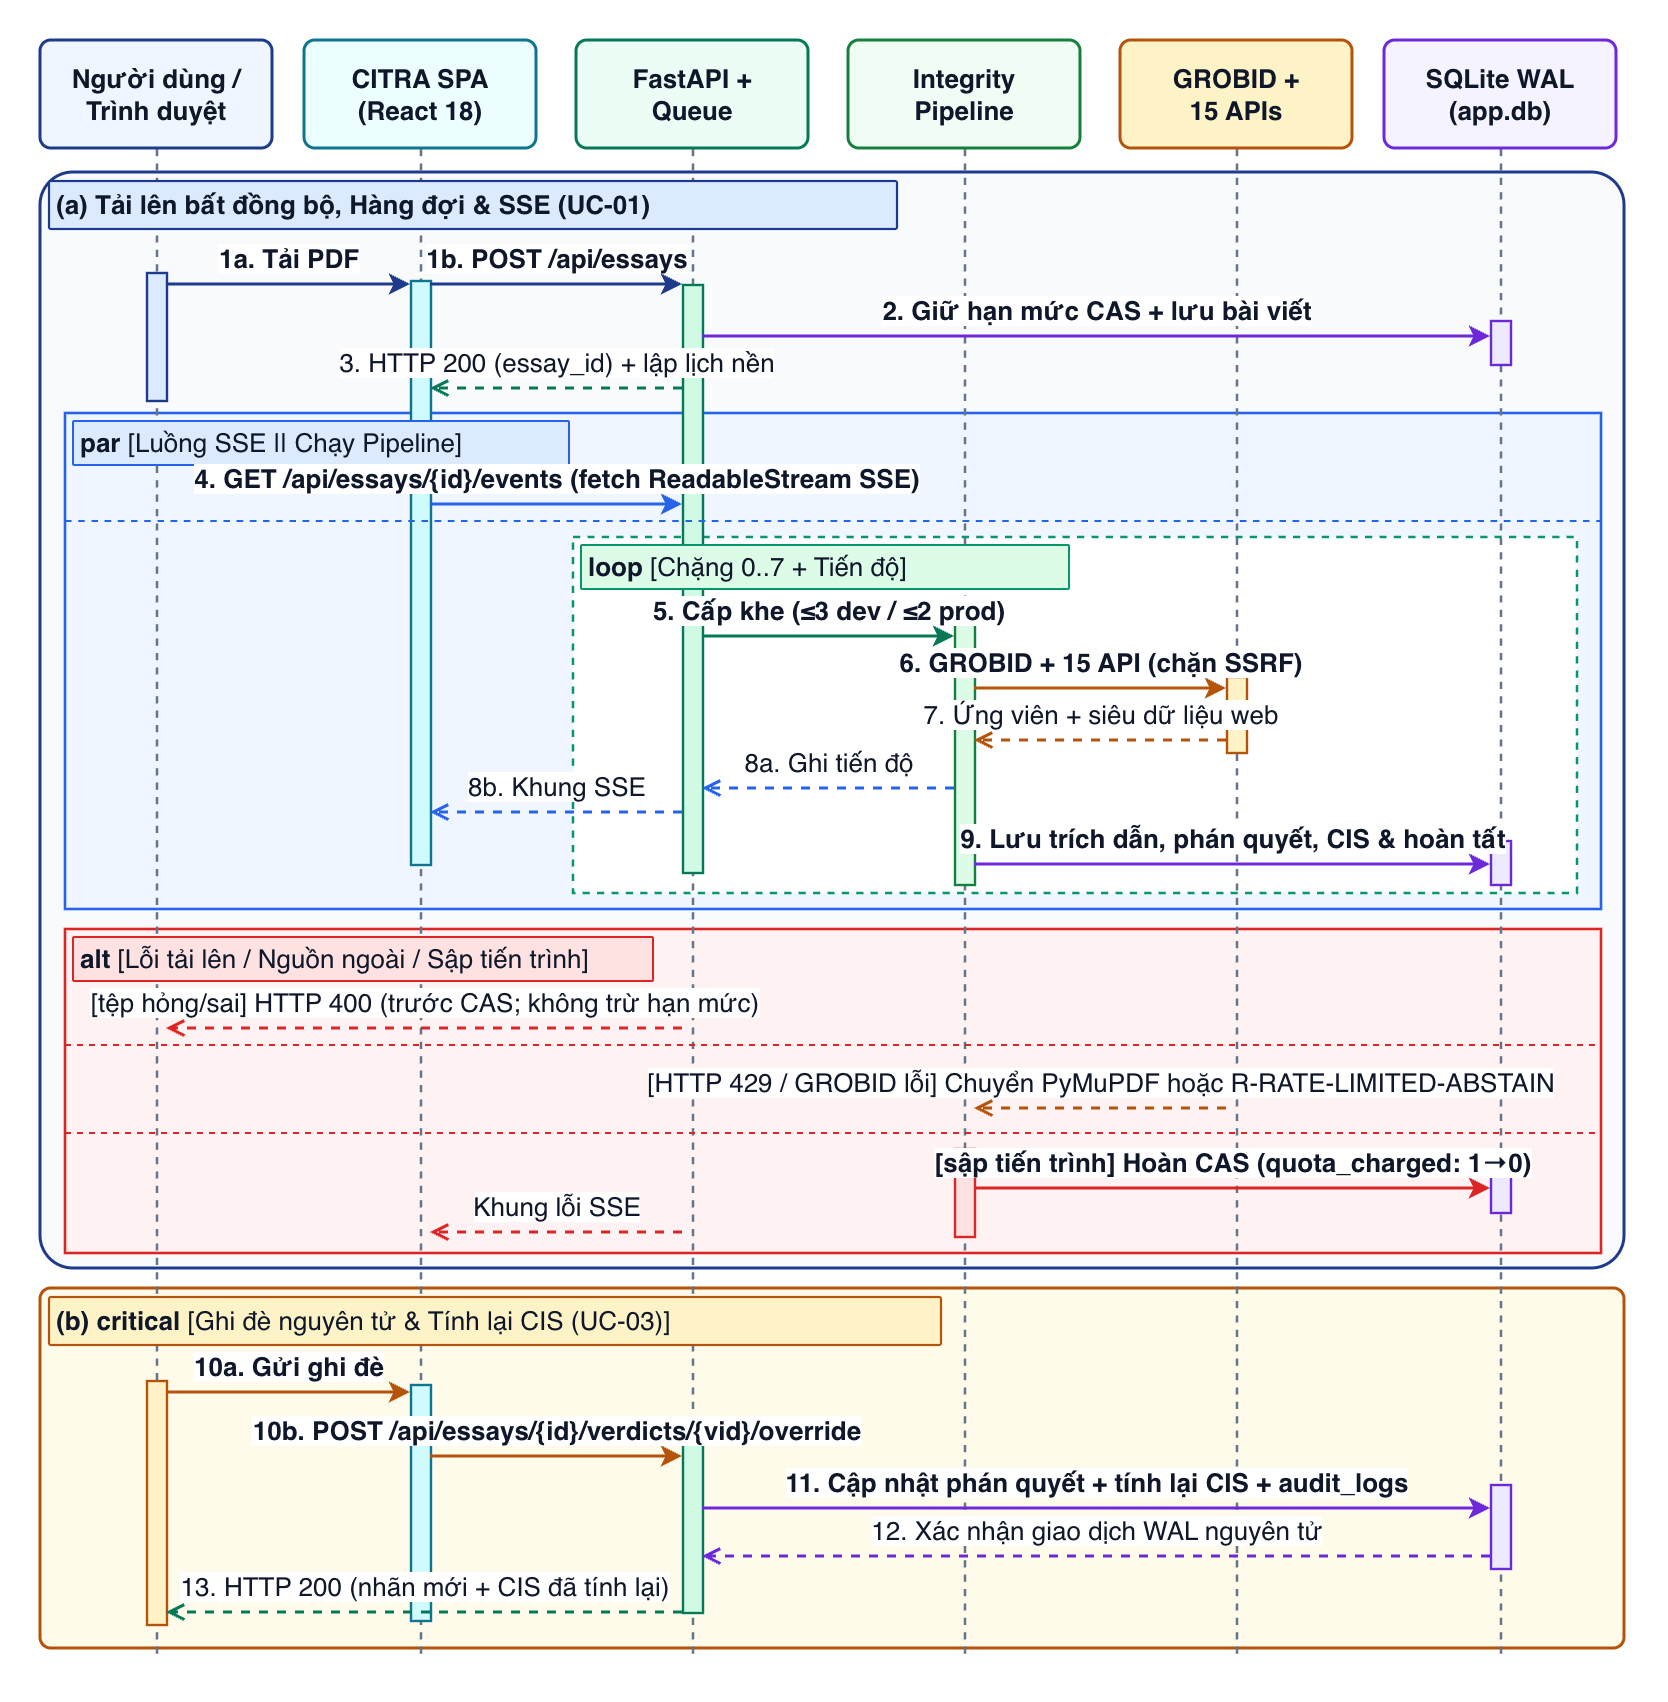 Người dùng /
Trình duyệt
CITRA SPA
(React 18)
FastAPI +
Queue
Integrity
Pipeline
GROBID +
15 APIs
SQLite WAL
(app.db)
(a) Tải lên bất đồng bộ, Hàng đợi & SSE (UC-01)
1a. Tải PDF
1b. POST /api/essays
2. Giữ hạn mức CAS + lưu bài viết
3. HTTP 200 (essay_id) + lập lịch nền
par [Luồng SSE || Chạy Pipeline]
4. GET /api/essays/{id}/events (fetch ReadableStream SSE)
loop [Chặng 0..7 + Tiến độ]
5. Cấp khe (≤3 dev / ≤2 prod)
6. GROBID + 15 API (chặn SSRF)
7. Ứng viên + siêu dữ liệu web
8a. Ghi tiến độ
8b. Khung SSE
9. Lưu trích dẫn, phán quyết, CIS & hoàn tất
alt [Lỗi tải lên / Nguồn ngoài / Sập tiến trình]
[tệp hỏng/sai] HTTP 400 (trước CAS; không trừ hạn mức)
[HTTP 429 / GROBID lỗi] Chuyển PyMuPDF hoặc R-RATE-LIMITED-ABSTAIN
[sập tiến trình] Hoàn CAS (quota_charged: 1→0)
Khung lỗi SSE
(b) critical [Ghi đè nguyên tử & Tính lại CIS (UC-03)]
10a. Gửi ghi đè
10b. POST /api/essays/{id}/verdicts/{vid}/override
11. Cập nhật phán quyết + tính lại CIS + audit_logs
12. Xác nhận giao dịch WAL nguyên tử
13. HTTP 200 (nhãn mới + CIS đã tính lại)